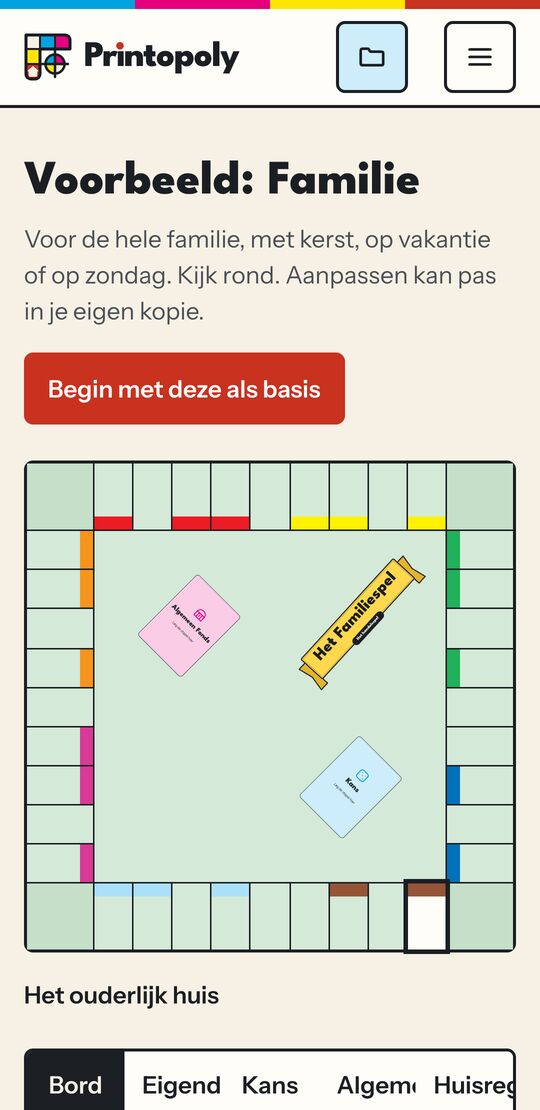 Printopoly
Voorbeeld: Familie
Voor de hele familie, met kerst, op vakantie
of op zondag. Kijk rond. Aanpassen kan pas
in je eigen kopie.
Begin met deze als basis
Algemeen Fonds
Het Familiespel
Kans
Het ouderlijk huis
Bord Eigend Kans Algem Huisreg